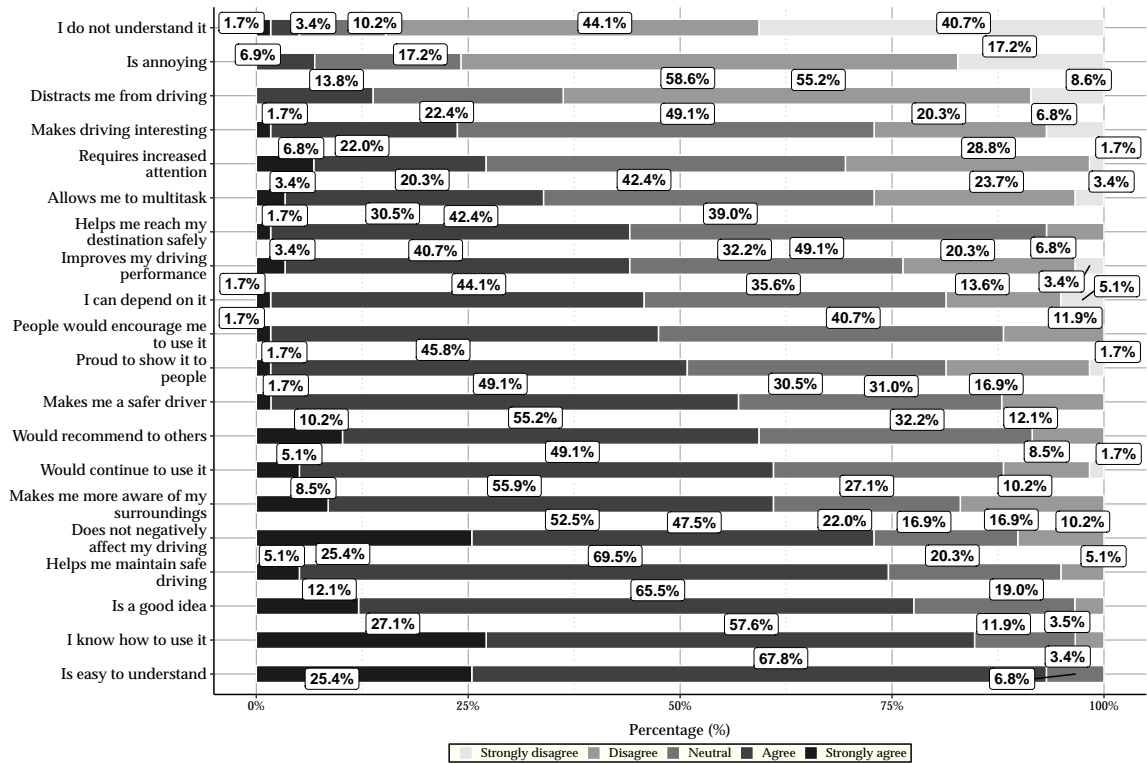 1.7% 3.4% 10.2% 44.1% 40.7%
I do not understand it
17.2%
6.9% 17.2%
Is annoying
13.8% 58.6% 55.2% 8.6%
Distracts me from driving
1.7% 22.4% 49.1% 20.3% 6.8%
Makes driving interesting
6.8% 22.0% 28.8% 1.7%
Requires increased
attention
3.4% 20.3% 42.4% 23.7% 3.4%
Allows me to multitask
1.7% 30.5% 42.4% 39.0%
Helps me reach my
destination safely
3.4% 40.7% 32.2% 49.1% 20.3% 6.8%
Improves my driving
performance
1.7% 44.1% 35.6% 13.6% 3.4% 5.1%
I can depend on it
1.7% 40.7% 11.9%
People would encourage me
to use it
1.7% 45.8% 1.7%
Proud to show it to
people
1.7% 49.1% 30.5% 31.0% 16.9%
Makes me a safer driver
10.2% 55.2% 32.2% 12.1%
Would recommend to others
5.1% 49.1% 8.5% 1.7%
Would continue to use it
8.5% 55.9% 27.1% 10.2%
Makes me more aware of my
surroundings
52.5% 47.5% 22.0% 16.9% 16.9% 10.2%
Does not negatively
affect my driving
5.1% 25.4% 69.5% 20.3% 5.1%
Helps me maintain safe
driving
12.1% 65.5% 19.0%
Is a good idea
27.1% 57.6% 11.9% 3.5%
I know how to use it
67.8% 3.4%
Is easy to understand
25.4% 6.8%
0% 25% 50% 75% 100%
Percentage (%)
Strongly disagree Disagree Neutral Agree Strongly agree